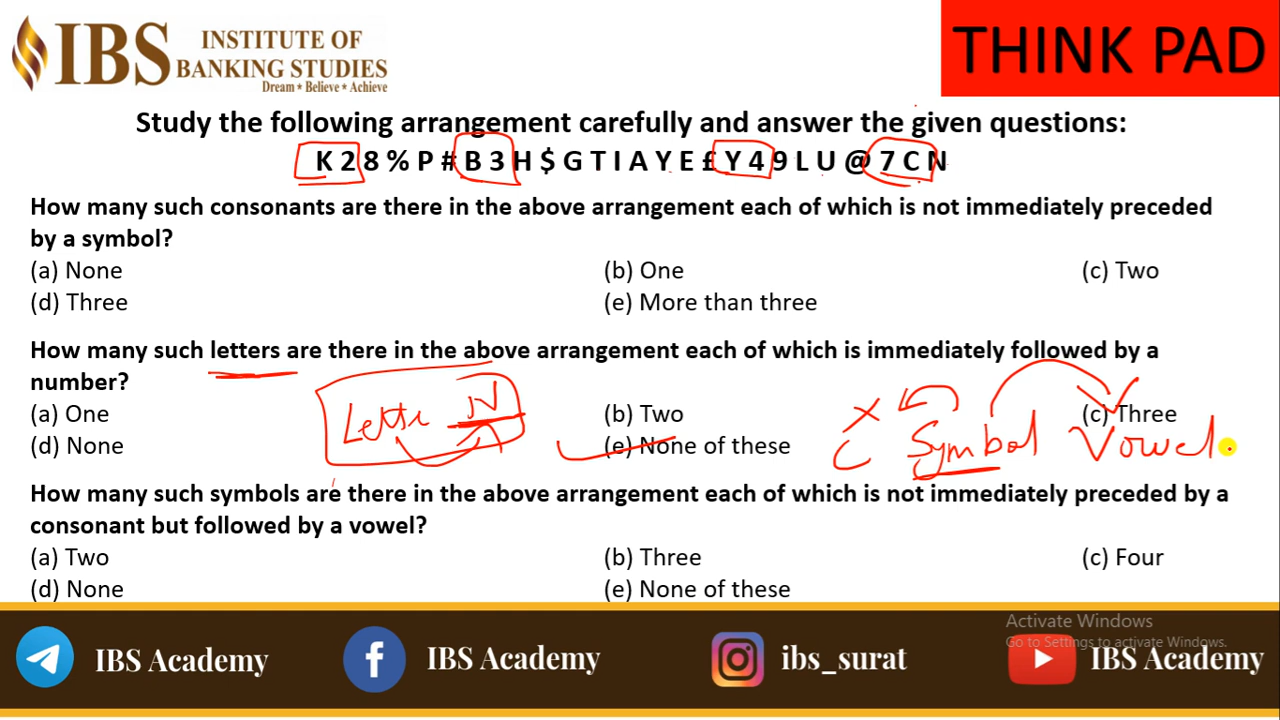 IBS INSTITUTE OF
BANKING STUDIES
Dream ★ Believe ★ Achieve
THINK PAD
Study the following arrangement carefully and answer the given questions:
K 2 8 % P # B 3 H $ G T I A Y E £ Y 4 9 L U @ 7 C N
How many such consonants are there in the above arrangement each of which is not immediately preceded
by a symbol?
(a) None (b) One (c) Two
(d) Three (e) More than three
How many such letters are there in the above arrangement each of which is immediately followed by a
number?
(a) One (b) Two (c) Three
(d) None (e) None of these
Lette N
C Symbol Vowel
How many such symbols are there in the above arrangement each of which is not immediately preceded by a
consonant but followed by a vowel?
(a) Two (b) Three (c) Four
(d) None (e) None of these
Activate Windows
Go to Settings to activate Windows.
IBS Academy IBS Academy ibs_surat IBS Academy